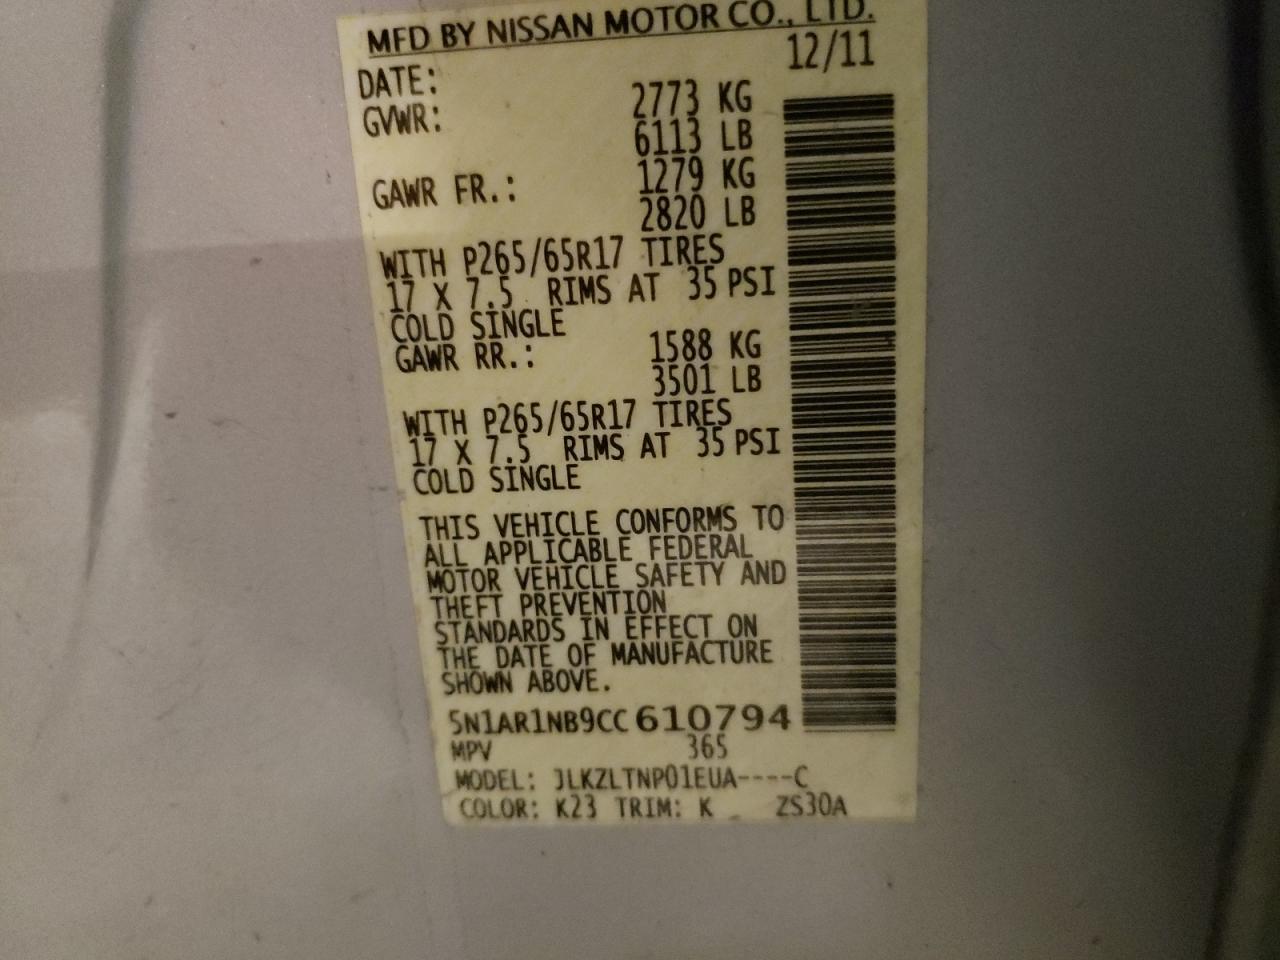 MFD BY NISSAN MOTOR CO., LTD.
DATE: 12/11
GVWR: 2773 KG
6113 LB
GAWR FR.: 1279 KG
2820 LB
WITH P265/65R17 TIRES
17 X 7.5 RIMS AT 35 PSI
COLD SINGLE
GAWR RR.: 1588 KG
3501 LB
WITH P265/65R17 TIRES
17 X 7.5 RIMS AT 35 PSI
COLD SINGLE
THIS VEHICLE CONFORMS TO
ALL APPLICABLE FEDERAL
MOTOR VEHICLE SAFETY AND
THEFT PREVENTION
STANDARDS IN EFFECT ON
THE DATE OF MANUFACTURE
SHOWN ABOVE.
5N1AR1NB9CC610794
MPV 365
MODEL: JLKZLTNP01EUA----C
COLOR: K23 TRIM: K ZS30A